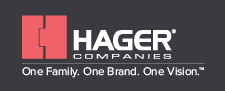 HAGER®
COMPANIES
One Family. One Brand. One Vision.™